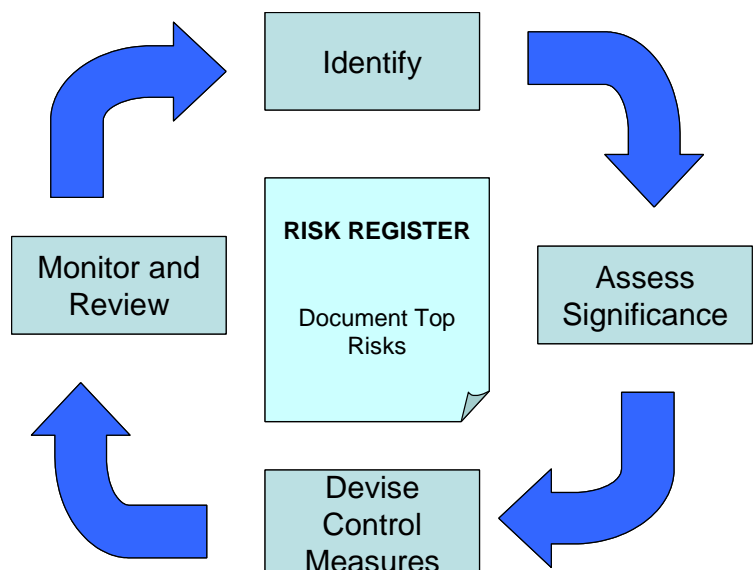 Identify
RISK REGISTER
Document Top
Risks
Monitor and
Review
Assess
Significance
Devise
Control
Measures